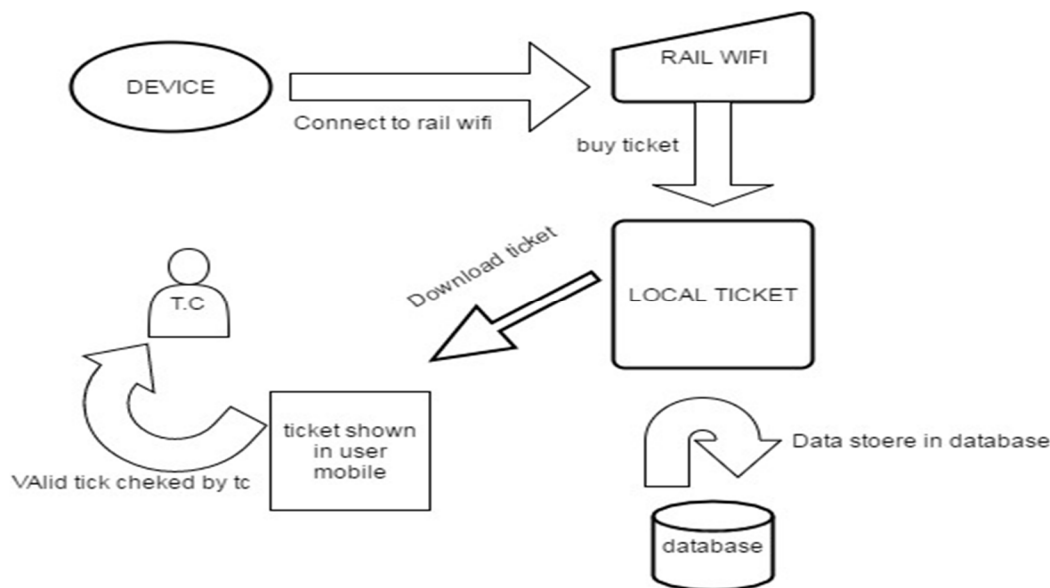 DEVICE
RAIL WIFI
Connect to rail wifi
buy ticket
Download ticket
LOCAL TICKET
T.C
ticket shown
in user
mobile
VAlid tick cheked by tc
Data stoere in database
database